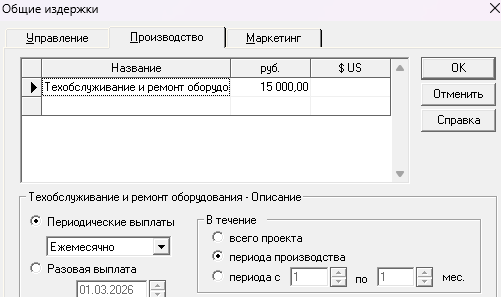 Общие издержки
Управление Производство Маркетинг
Название руб. $ US
Техобслуживание и ремонт оборудо 15 000,00
OK
Отменить
Справка
Техобслуживание и ремонт оборудования - Описание
Периодические выплаты
Ежемесячно
Разовая выплата
01.03.2026
В течение
всего проекта
периода производства
периода с 1 по 1 мес.